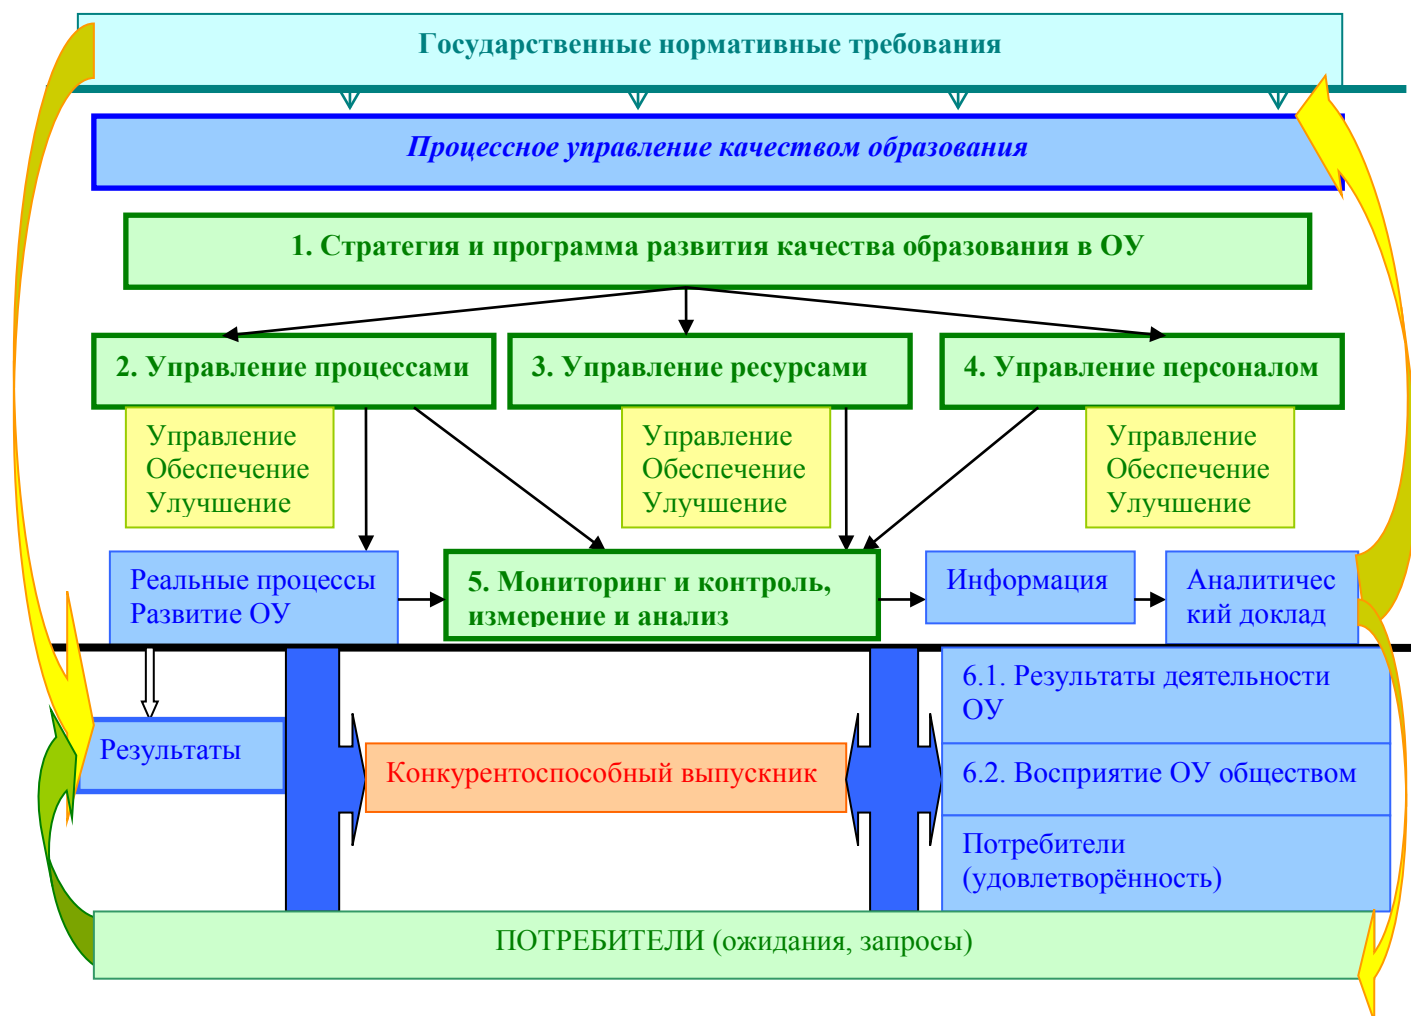 Государственные нормативные требования
Процессное управление качеством образования
1. Стратегия и программа развития качества образования в ОУ
2. Управление процессами
3. Управление ресурсами
4. Управление персоналом
Управление
Обеспечение
Улучшение
Управление
Обеспечение
Улучшение
Управление
Обеспечение
Улучшение
Реальные процессы
Развитие ОУ
5. Мониторинг и контроль,
измерение и анализ
Информация
Аналитичес
кий доклад
Результаты
Конкурентоспособный выпускник
6.1. Результаты деятельности
ОУ
6.2. Восприятие ОУ обществом
Потребители
(удовлетворённость)
ПОТРЕБИТЕЛИ (ожидания, запросы)